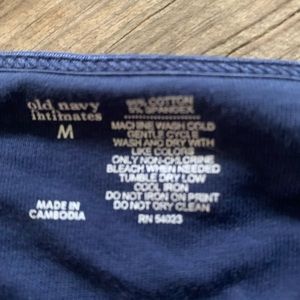 old navy
intimates
M
MADE IN
CAMBODIA
COTTON
SPANDEX
MACHINE WASH COLD
GENTLE CYCLE
WASH AND DRY WITH
LIKE COLORS
ONLY NON-CHLORINE
BLEACH WHEN NEEDED
TUMBLE DRY LOW
COOL IRON
DO NOT IRON ON PRINT
DO NOT DRY CLEAN
RN 54023